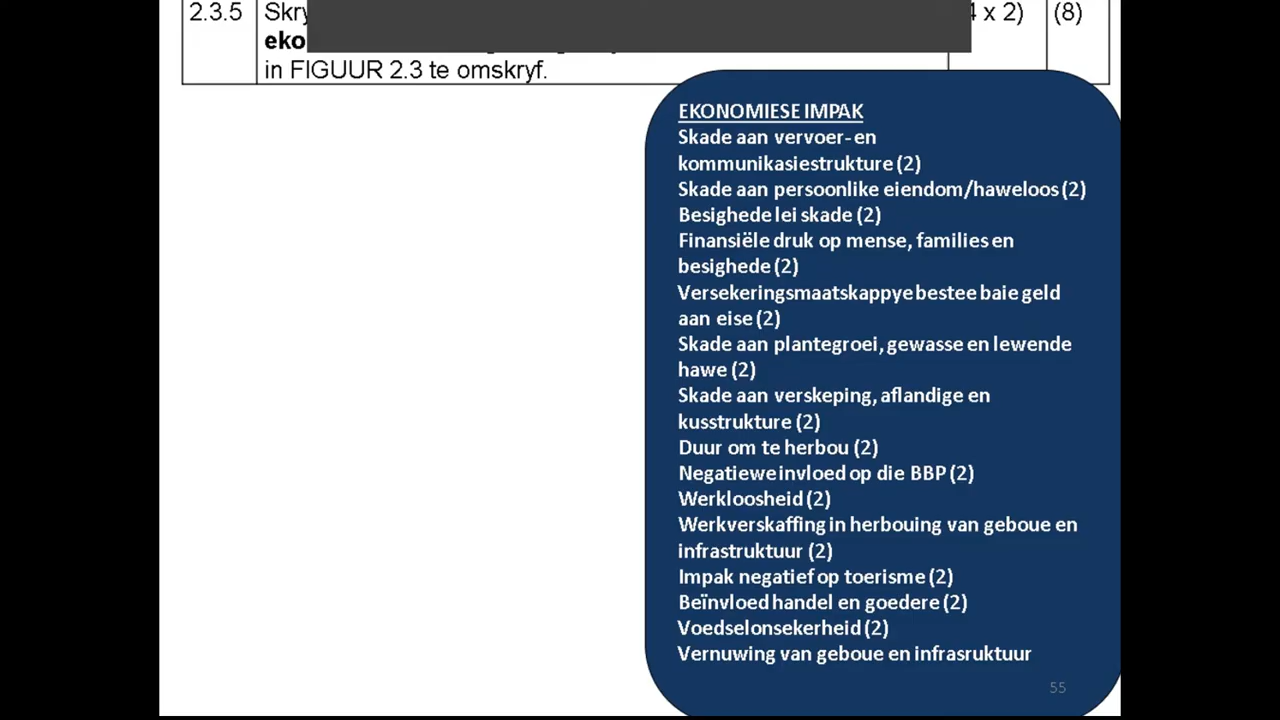 2.3.5 Skry 4 x 2) (8)
eko
in FIGUUR 2.3 te omskryf.
EKONOMIESE IMPAK
Skade aan vervoer- en
kommunikasiestrukture (2)
Skade aan persoonlike eiendom/haweloos (2)
Besighede lei skade (2)
Finansiële druk op mense, families en
besighede (2)
Versekeringsmaatskappye bestee baie geld
aan eise (2)
Skade aan plantegroei, gewasse en lewende
hawe (2)
Skade aan verskeping, aflandige en
kusstrukture (2)
Duur om te herbou (2)
Negatiewe invloed op die BBP (2)
Werkloosheid (2)
Werkverskaffing in herbouing van geboue en
infrastruktuur (2)
Impak negatief op toerisme (2)
Beïnvloed handel en goedere (2)
Voedselonsekerheid (2)
Vernuwing van geboue en infrasruktuur
55